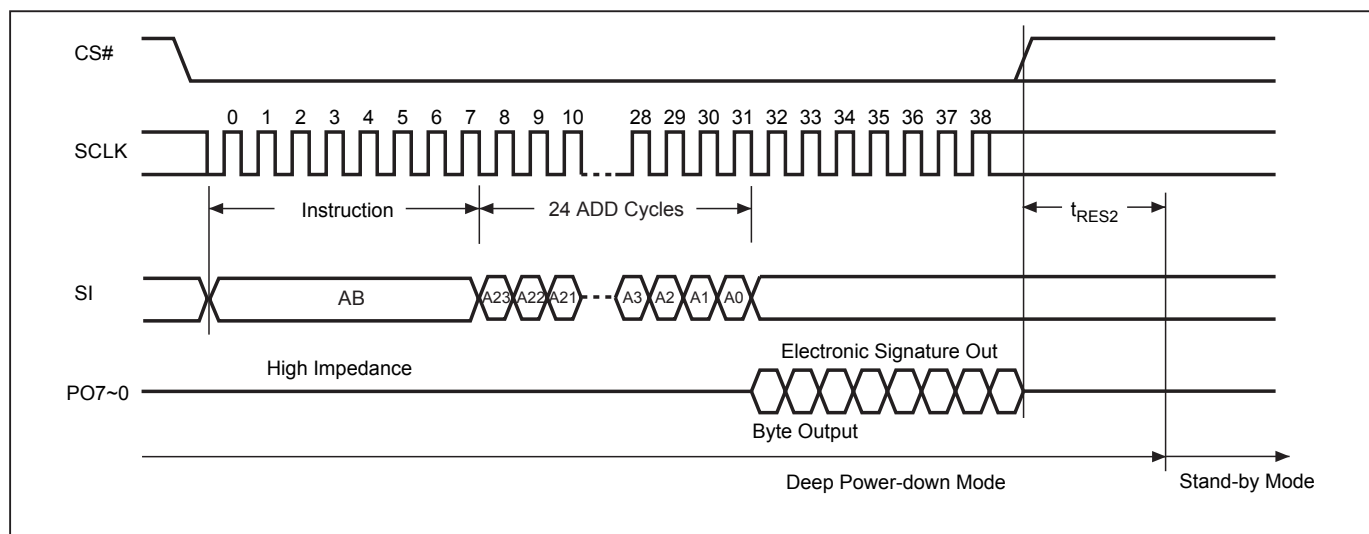 CS#
0 1 2 3 4 5 6 7 8 9 10 28 29 30 31 32 33 34 35 36 37 38
SCLK
Instruction 24 ADD Cycles tRES2
SI AB A23 A22 A21 A3 A2 A1 A0
Electronic Signature Out
High Impedance
PO7~0
Byte Output
Deep Power-down Mode Stand-by Mode